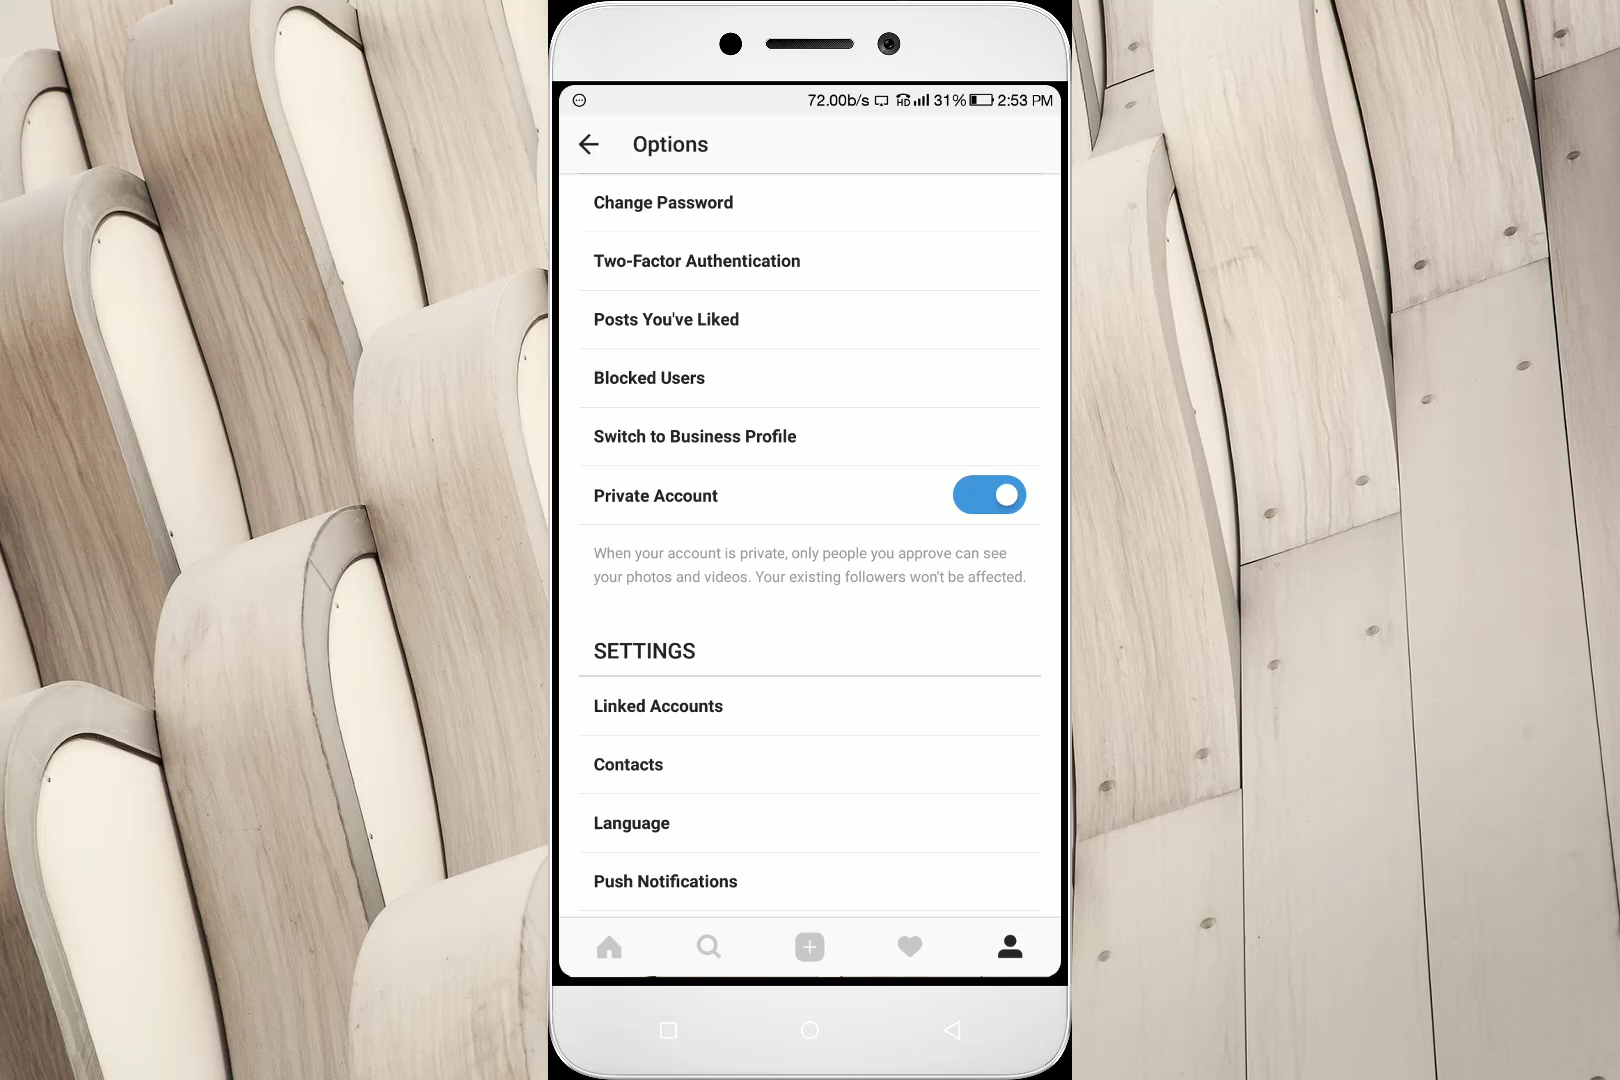 72.00b/s HD 31% 2:53 PM
Options
Change Password
Two-Factor Authentication
Posts You've Liked
Blocked Users
Switch to Business Profile
Private Account
When your account is private, only people you approve can see
your photos and videos. Your existing followers won't be affected.
SETTINGS
Linked Accounts
Contacts
Language
Push Notifications